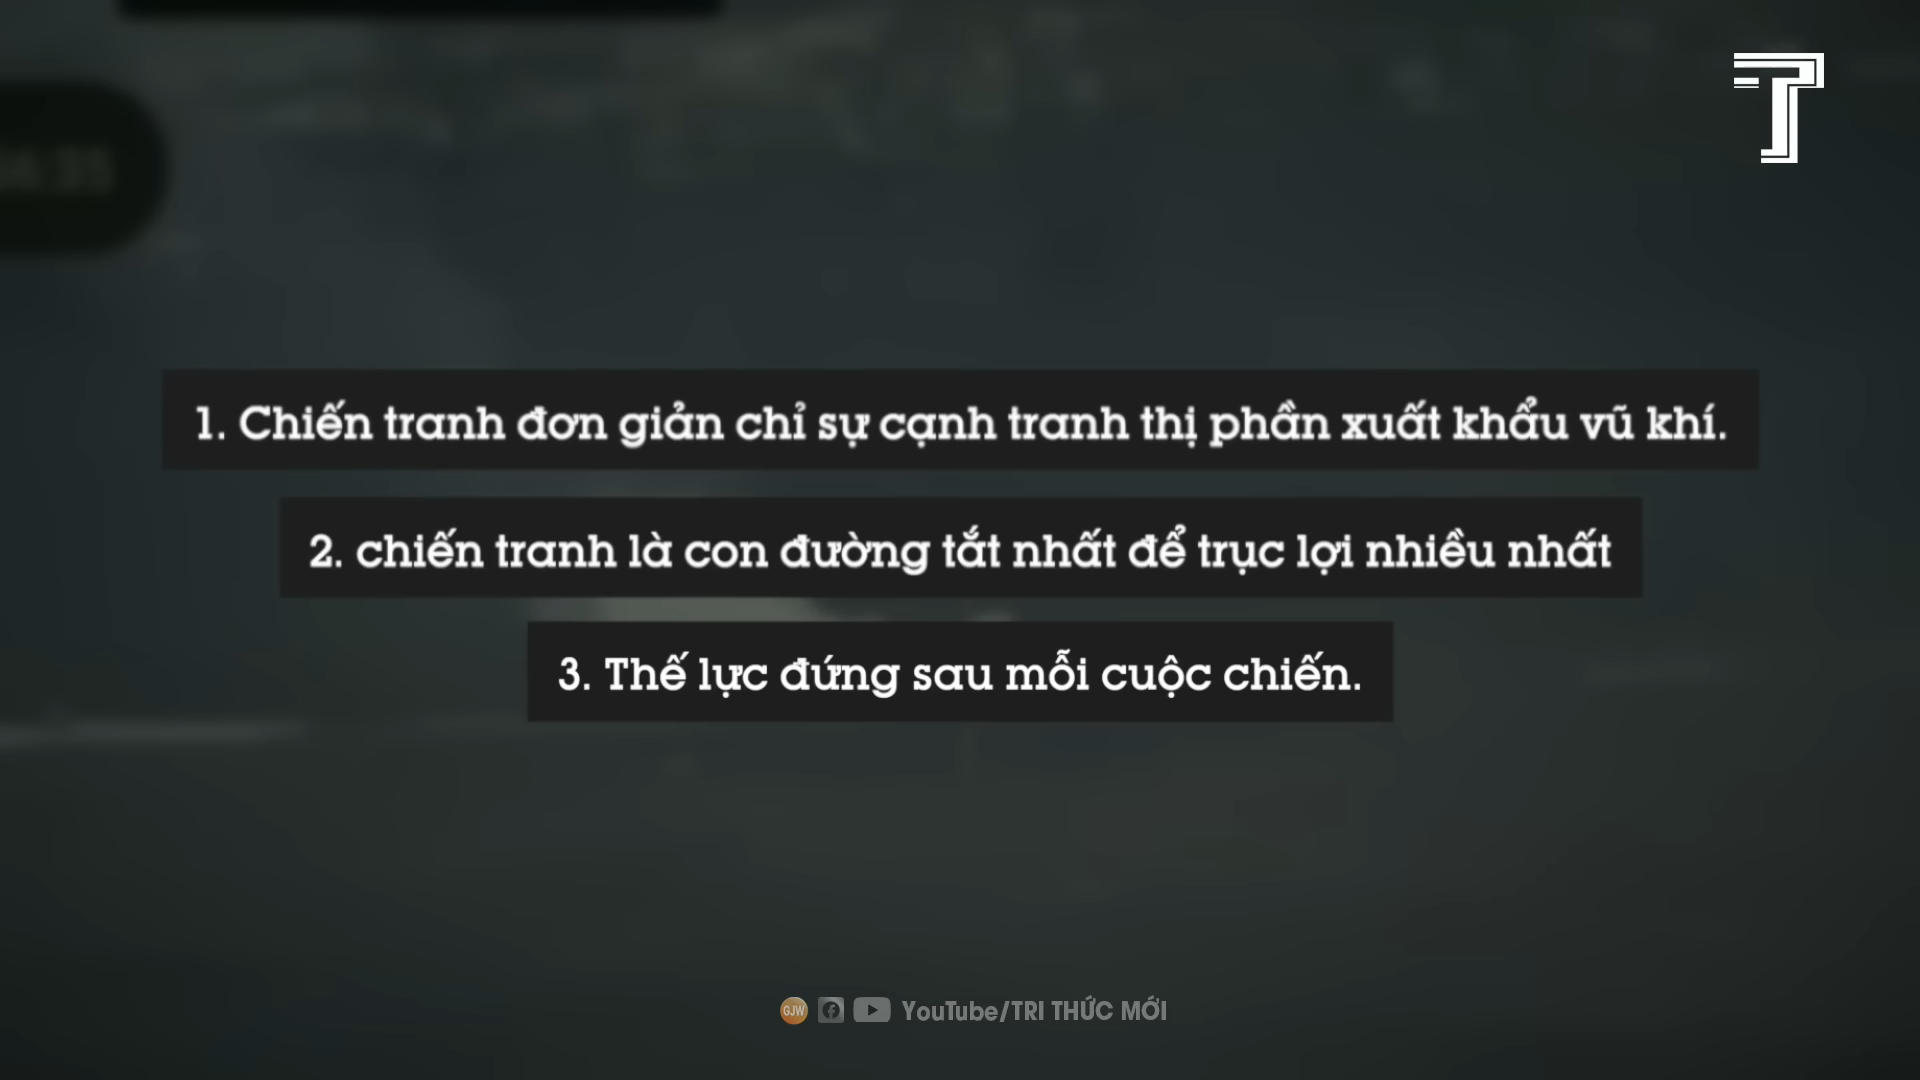 1. Chiến tranh đơn giản chỉ sự cạnh tranh thị phần xuất khẩu vũ khí.
2. chiến tranh là con đường tắt nhất để trục lợi nhiều nhất
3. Thế lực đứng sau mỗi cuộc chiến.
GJW YouTube/TRI THỨC MỚI